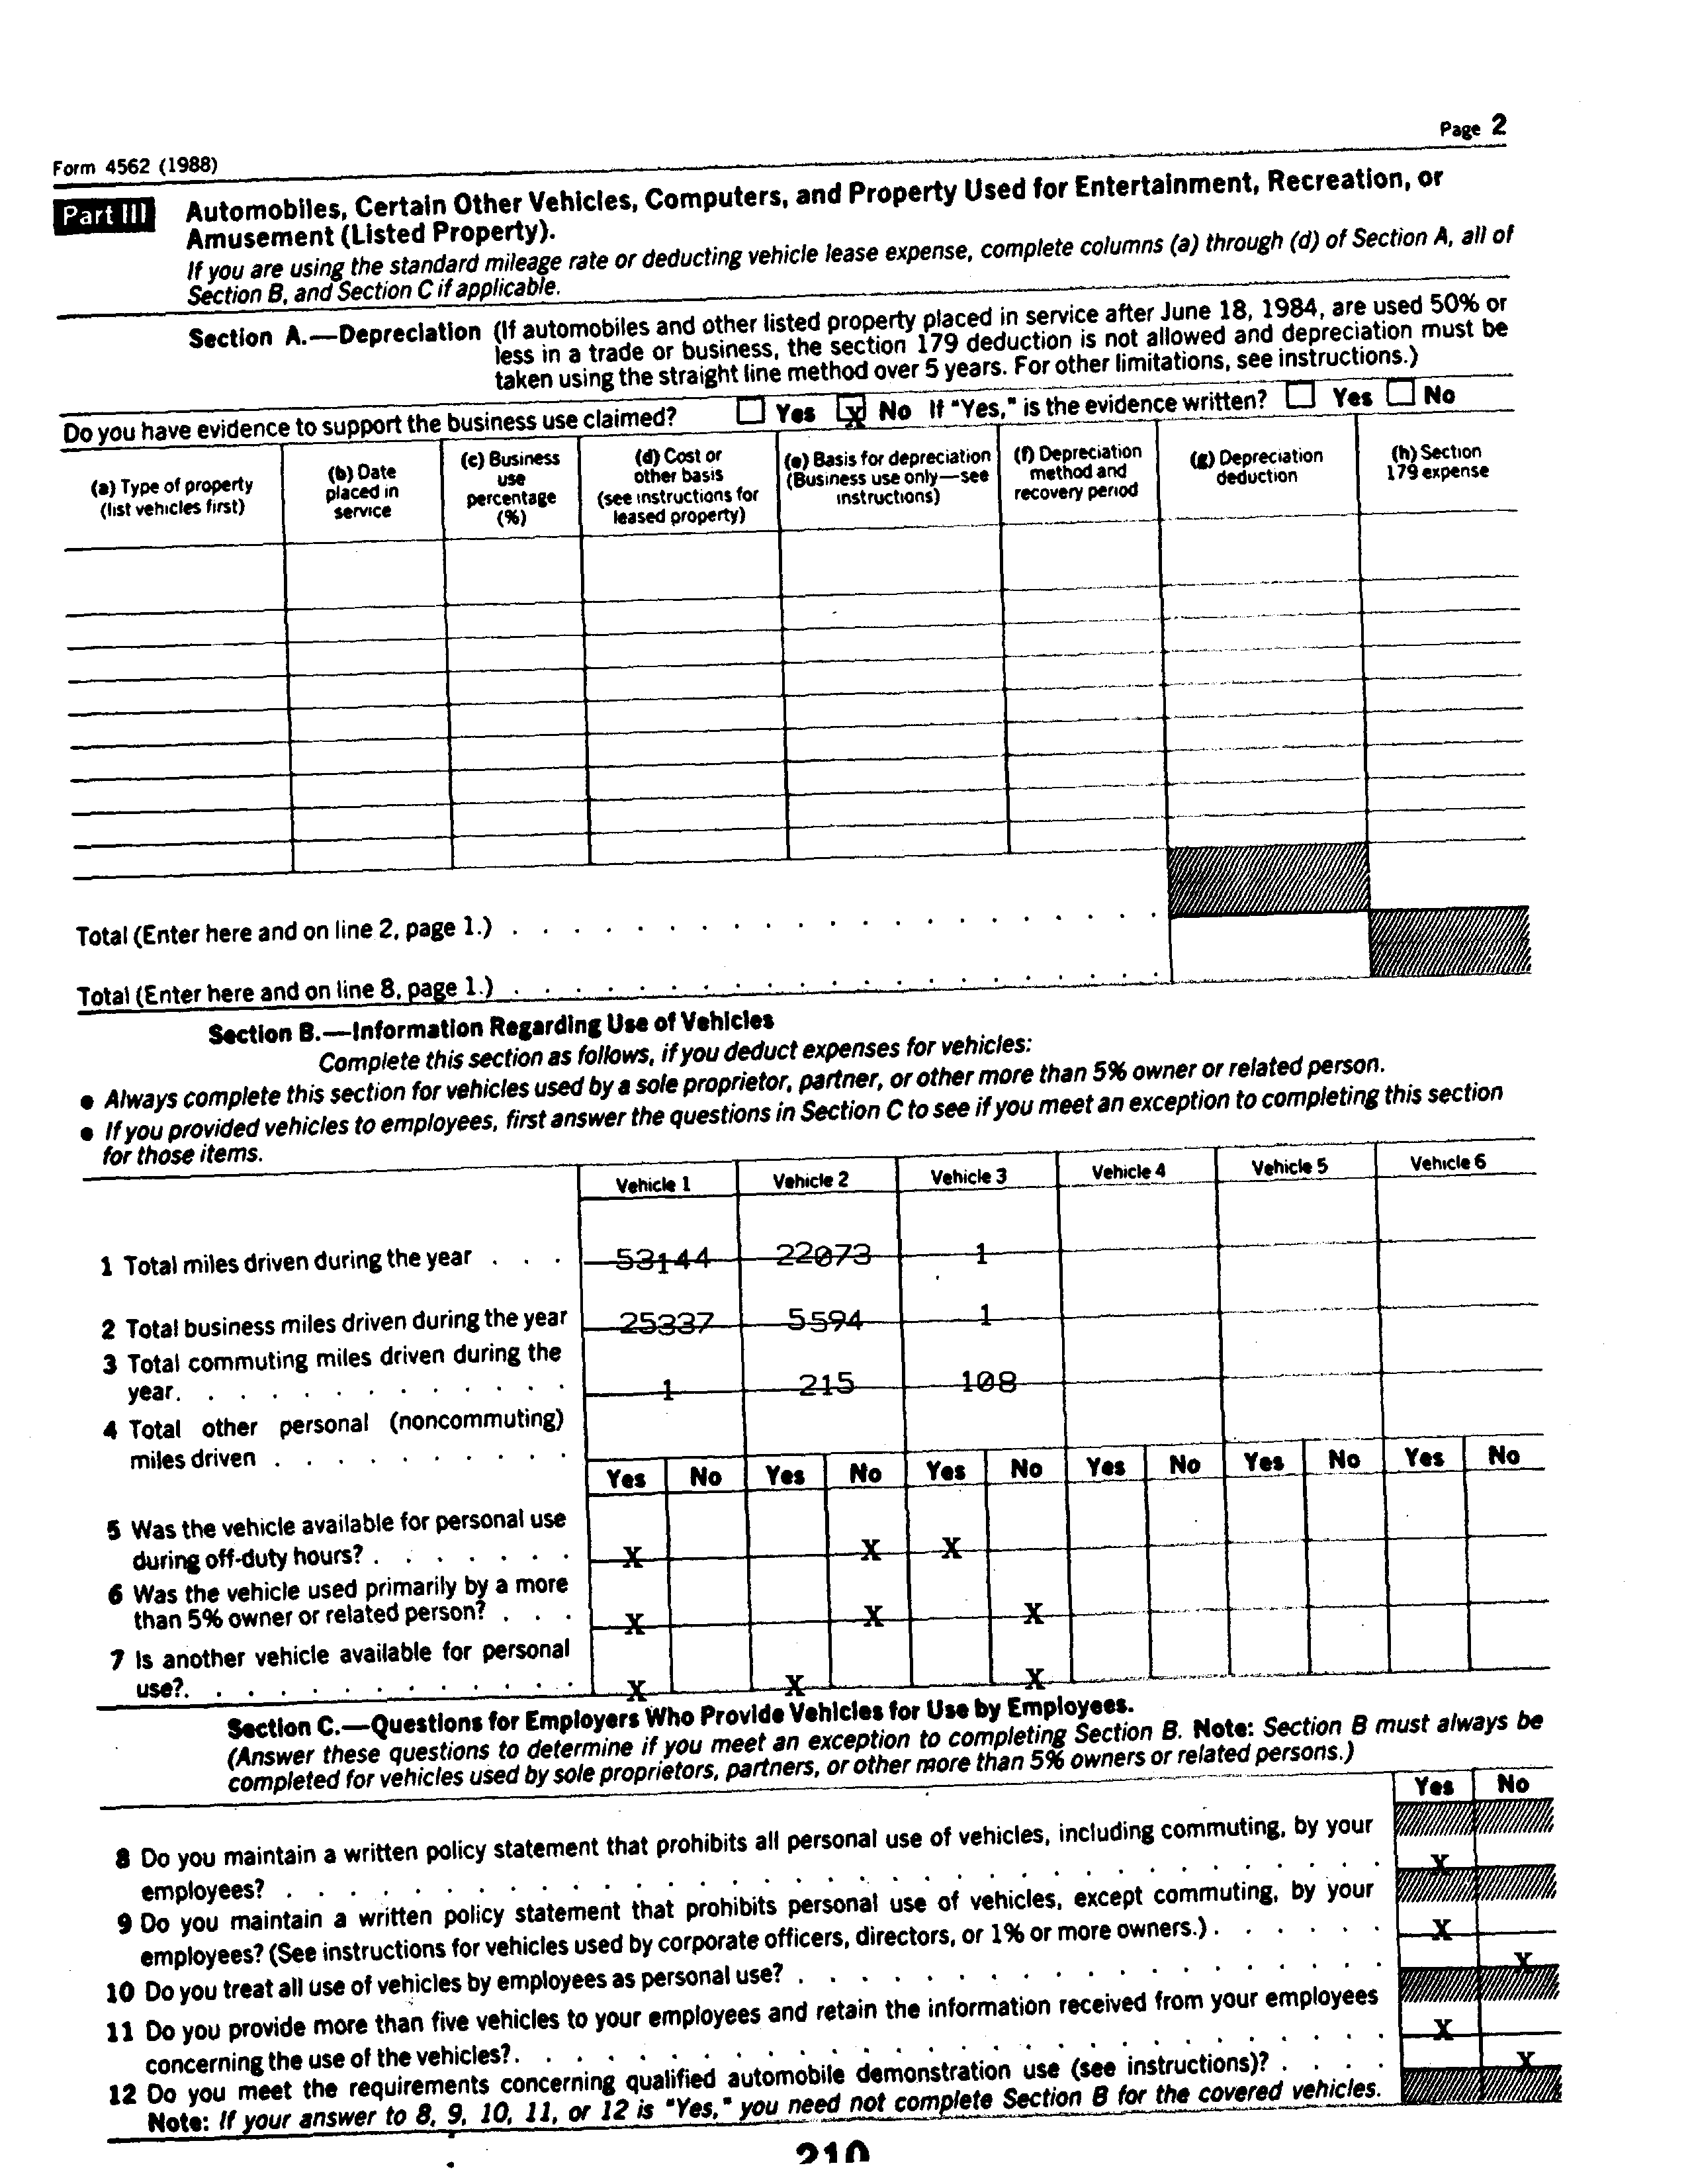 Page 2
Form 4562 (1988)
Part III Automobiles, Certain Other Vehicles, Computers, and Property Used for Entertainment, Recreation, or
Amusement (Listed Property).
If you are using the standard mileage rate or deducting vehicle lease expense, complete columns (a) through (d) of Section A, all of
Section B, and Section C if applicable.
Section A.—Depreciation (If automobiles and other listed property placed in service after June 18, 1984, are used 50% or
less in a trade or business, the section 179 deduction is not allowed and depreciation must be
taken using the straight line method over 5 years. For other limitations, see instructions.)
Do you have evidence to support the business use claimed? Yes X No If "Yes," is the evidence written? Yes No
(a) Type of property
(list vehicles first)
(b) Date
placed in
service
(c) Business
use
percentage
(%)
(d) Cost or
other basis
(see instructions for
leased property)
(e) Basis for depreciation
(Business use only—see
instructions)
(f) Depreciation
method and
recovery period
(g) Depreciation
deduction
(h) Section
179 expense
Total (Enter here and on line 2, page 1.)
Total (Enter here and on line 8, page 1.)
Section B.—Information Regarding Use of Vehicles
Complete this section as follows, if you deduct expenses for vehicles:
● Always complete this section for vehicles used by a sole proprietor, partner, or other more than 5% owner or related person.
● If you provided vehicles to employees, first answer the questions in Section C to see if you meet an exception to completing this section
for those items.
Vehicle 1 Vehicle 2 Vehicle 3 Vehicle 4 Vehicle 5 Vehicle 6
1 Total miles driven during the year . . . 53144 22073 1
2 Total business miles driven during the year 25337 5594 1
3 Total commuting miles driven during the
year. . . . . . . . . . . . . 1 215 108
4 Total other personal (noncommuting)
miles driven . . . . . . . . . .
Yes No Yes No Yes No Yes No Yes No Yes No
5 Was the vehicle available for personal use
during off-duty hours? . . . . . . . X X X
6 Was the vehicle used primarily by a more
than 5% owner or related person? . . . X X X
7 Is another vehicle available for personal
use?. . . . . . . . . . . . . X X X
Section C.—Questions for Employers Who Provide Vehicles for Use by Employees.
(Answer these questions to determine if you meet an exception to completing Section B. Note: Section B must always be
completed for vehicles used by sole proprietors, partners, or other more than 5% owners or related persons.)
Yes No
8 Do you maintain a written policy statement that prohibits all personal use of vehicles, including commuting, by your
employees? X
9 Do you maintain a written policy statement that prohibits personal use of vehicles, except commuting, by your
employees? (See instructions for vehicles used by corporate officers, directors, or 1% or more owners.) . . . . . . X
10 Do you treat all use of vehicles by employees as personal use? X
11 Do you provide more than five vehicles to your employees and retain the information received from your employees
concerning the use of the vehicles?. X
12 Do you meet the requirements concerning qualified automobile demonstration use (see instructions)? . . . . X
Note: If your answer to 8, 9, 10, 11, or 12 is "Yes," you need not complete Section B for the covered vehicles.
210